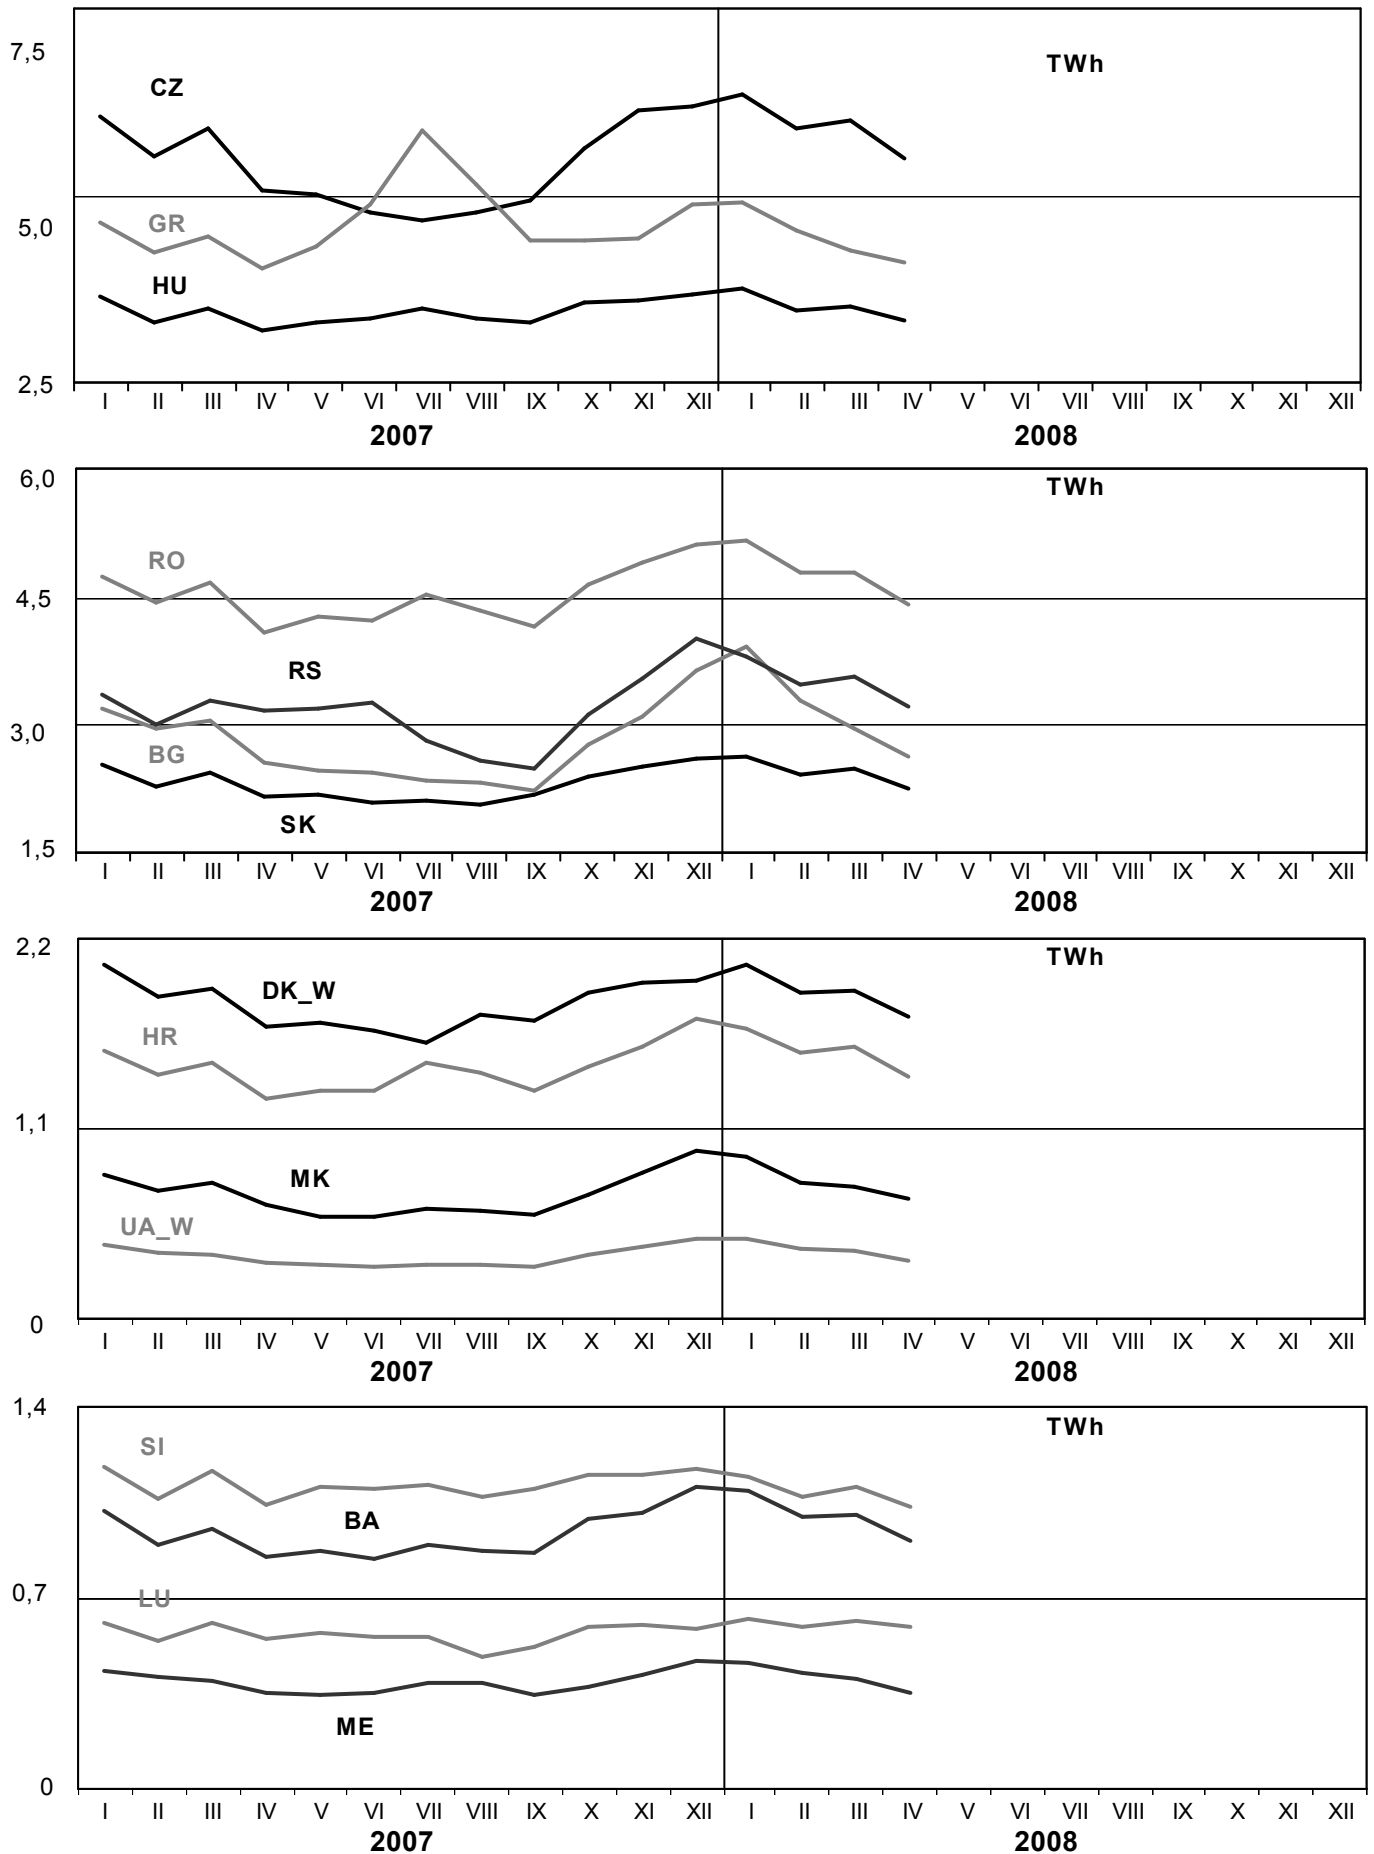 7,5
TWh
CZ
GR
5,0
HU
2,5
I II III IV V VI VII VIII IX X XI XII I II III IV V VI VII VIII IX X XI XII
2007 2008
6,0
TWh
RO
4,5
RS
3,0
BG
SK
1,5
I II III IV V VI VII VIII IX X XI XII I II III IV V VI VII VIII IX X XI XII
2007 2008
2,2
TWh
DK_W
HR
1,1
MK
UA_W
0
I II III IV V VI VII VIII IX X XI XII I II III IV V VI VII VIII IX X XI XII
2007 2008
1,4
TWh
SI
BA
0,7
LU
ME
0
I II III IV V VI VII VIII IX X XI XII I II III IV V VI VII VIII IX X XI XII
2007 2008